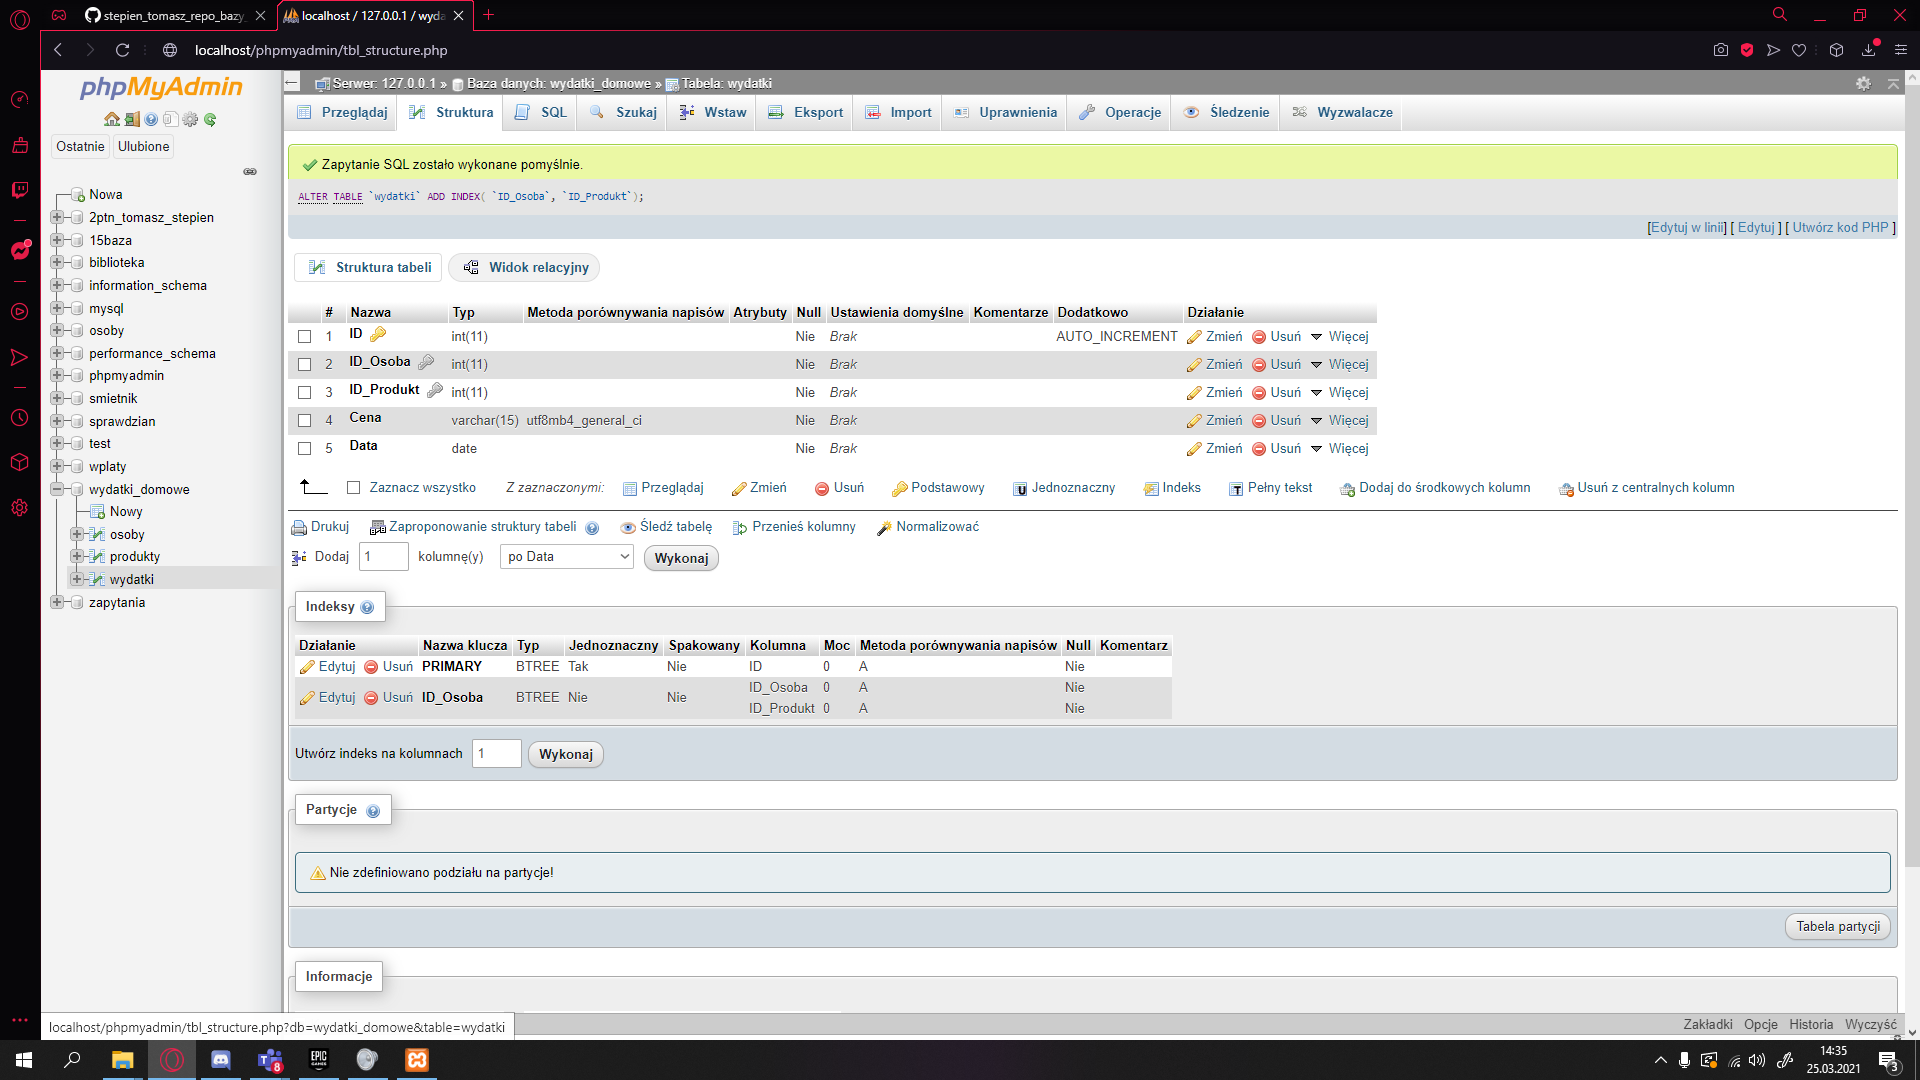 stepien_tomasz_repo_bazy
localhost / 127.0.0.1 / wyda
localhost/phpmyadmin/tbl_structure.php
phpMyAdmin
Ostatnie
Ulubione
Nowa
2ptn_tomasz_stepien
15baza
biblioteka
information_schema
mysql
osoby
performance_schema
phpmyadmin
smietnik
sprawdzian
test
wplaty
wydatki_domowe
Nowy
osoby
produkty
wydatki
zapytania
Serwer: 127.0.0.1 » Baza danych: wydatki_domowe » Tabela: wydatki
Przeglądaj Struktura SQL Szukaj Wstaw Eksport Import Uprawnienia Operacje Śledzenie Wyzwalacze
Zapytanie SQL zostało wykonane pomyślnie.
ALTER TABLE `wydatki` ADD INDEX( `ID_Osoba`, `ID_Produkt`);
[Edytuj w linii] [ Edytuj ] [ Utwórz kod PHP ]
Struktura tabeli Widok relacyjny
# Nazwa Typ Metoda porównywania napisów Atrybuty Null Ustawienia domyślne Komentarze Dodatkowo Działanie
1 ID int(11) Nie Brak AUTO_INCREMENT Zmień Usuń Więcej
2 ID_Osoba int(11) Nie Brak Zmień Usuń Więcej
3 ID_Produkt int(11) Nie Brak Zmień Usuń Więcej
4 Cena varchar(15) utf8mb4_general_ci Nie Brak Zmień Usuń Więcej
5 Data date Nie Brak Zmień Usuń Więcej
Zaznacz wszystko Z zaznaczonymi: Przeglądaj Zmień Usuń Podstawowy Jednoznaczny Indeks Pełny tekst Dodaj do środkowych kolumn Usuń z centralnych kolumn
Drukuj Zaproponowanie struktury tabeli Śledź tabelę Przenieś kolumny Normalizować
Dodaj 1 kolumnę(y) po Data Wykonaj
Indeksy
Działanie Nazwa klucza Typ Jednoznaczny Spakowany Kolumna Moc Metoda porównywania napisów Null Komentarz
Edytuj Usuń PRIMARY BTREE Tak Nie ID 0 A Nie
Edytuj Usuń ID_Osoba BTREE Nie Nie ID_Osoba 0 A Nie
ID_Produkt 0 A Nie
Utwórz indeks na kolumnach 1 Wykonaj
Partycje
Nie zdefiniowano podziału na partycje!
Tabela partycji
Informacje
localhost/phpmyadmin/tbl_structure.php?db=wydatki_domowe&table=wydatki
Zakładki Opcje Historia Wyczyść
EPIC
GAMES
8
14:35
25.03.2021
3